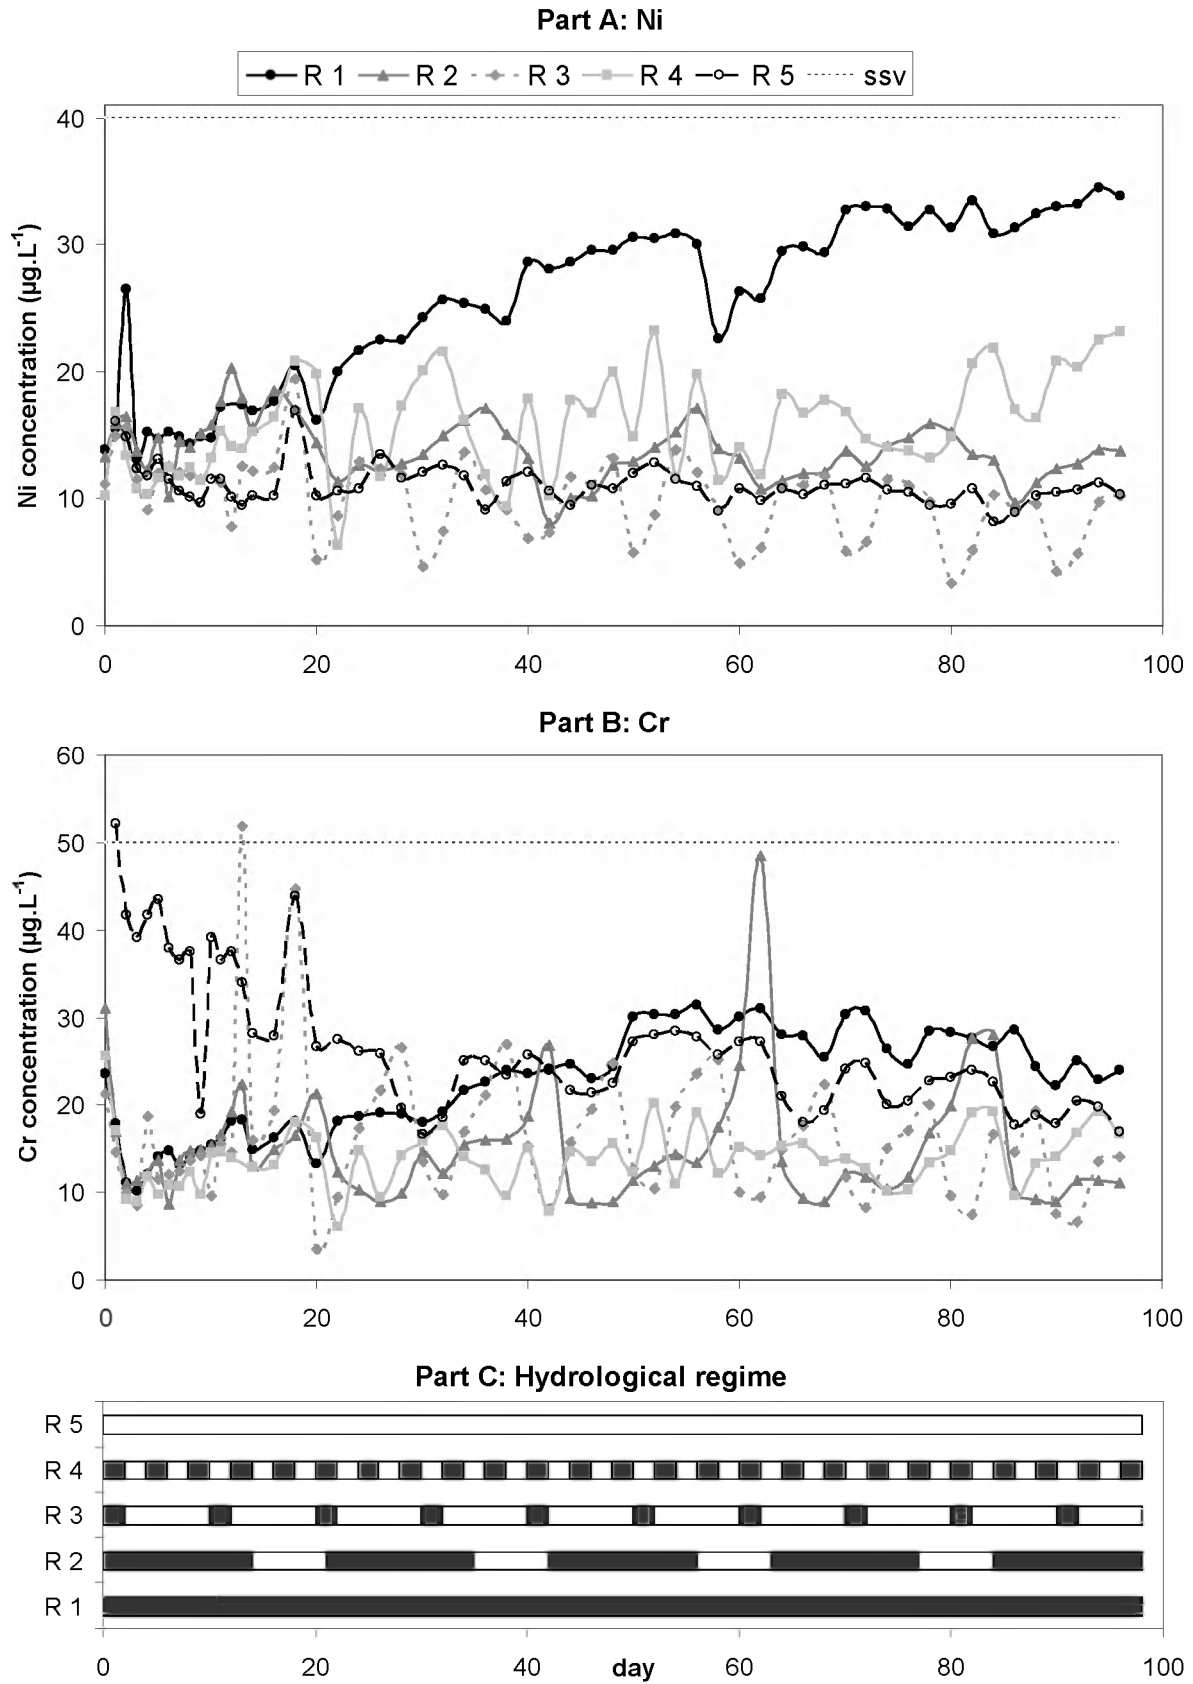 Part A: Ni
R 1 R 2 R 3 R 4 R 5 ssv
Ni concentration (µg.L-1)
40
30
20
10
0
0 20 40 60 80 100
Part B: Cr
Cr concentration (µg.L-1)
60
50
40
30
20
10
0
0 20 40 60 80 100
Part C: Hydrological regime
R 5
R 4
R 3
R 2
R 1
0 20 40 60 80 100
day